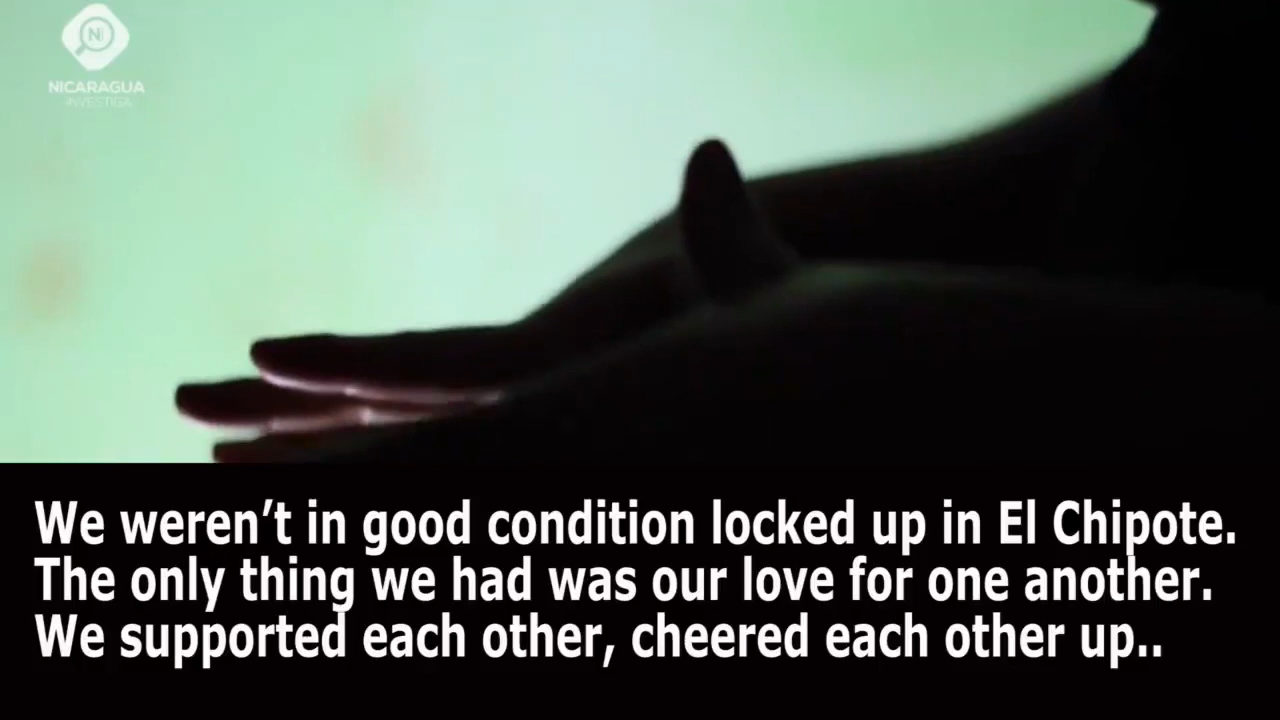 NICARAGUA
INVESTIGA
We weren’t in good condition locked up in El Chipote.
The only thing we had was our love for one another.
We supported each other, cheered each other up..